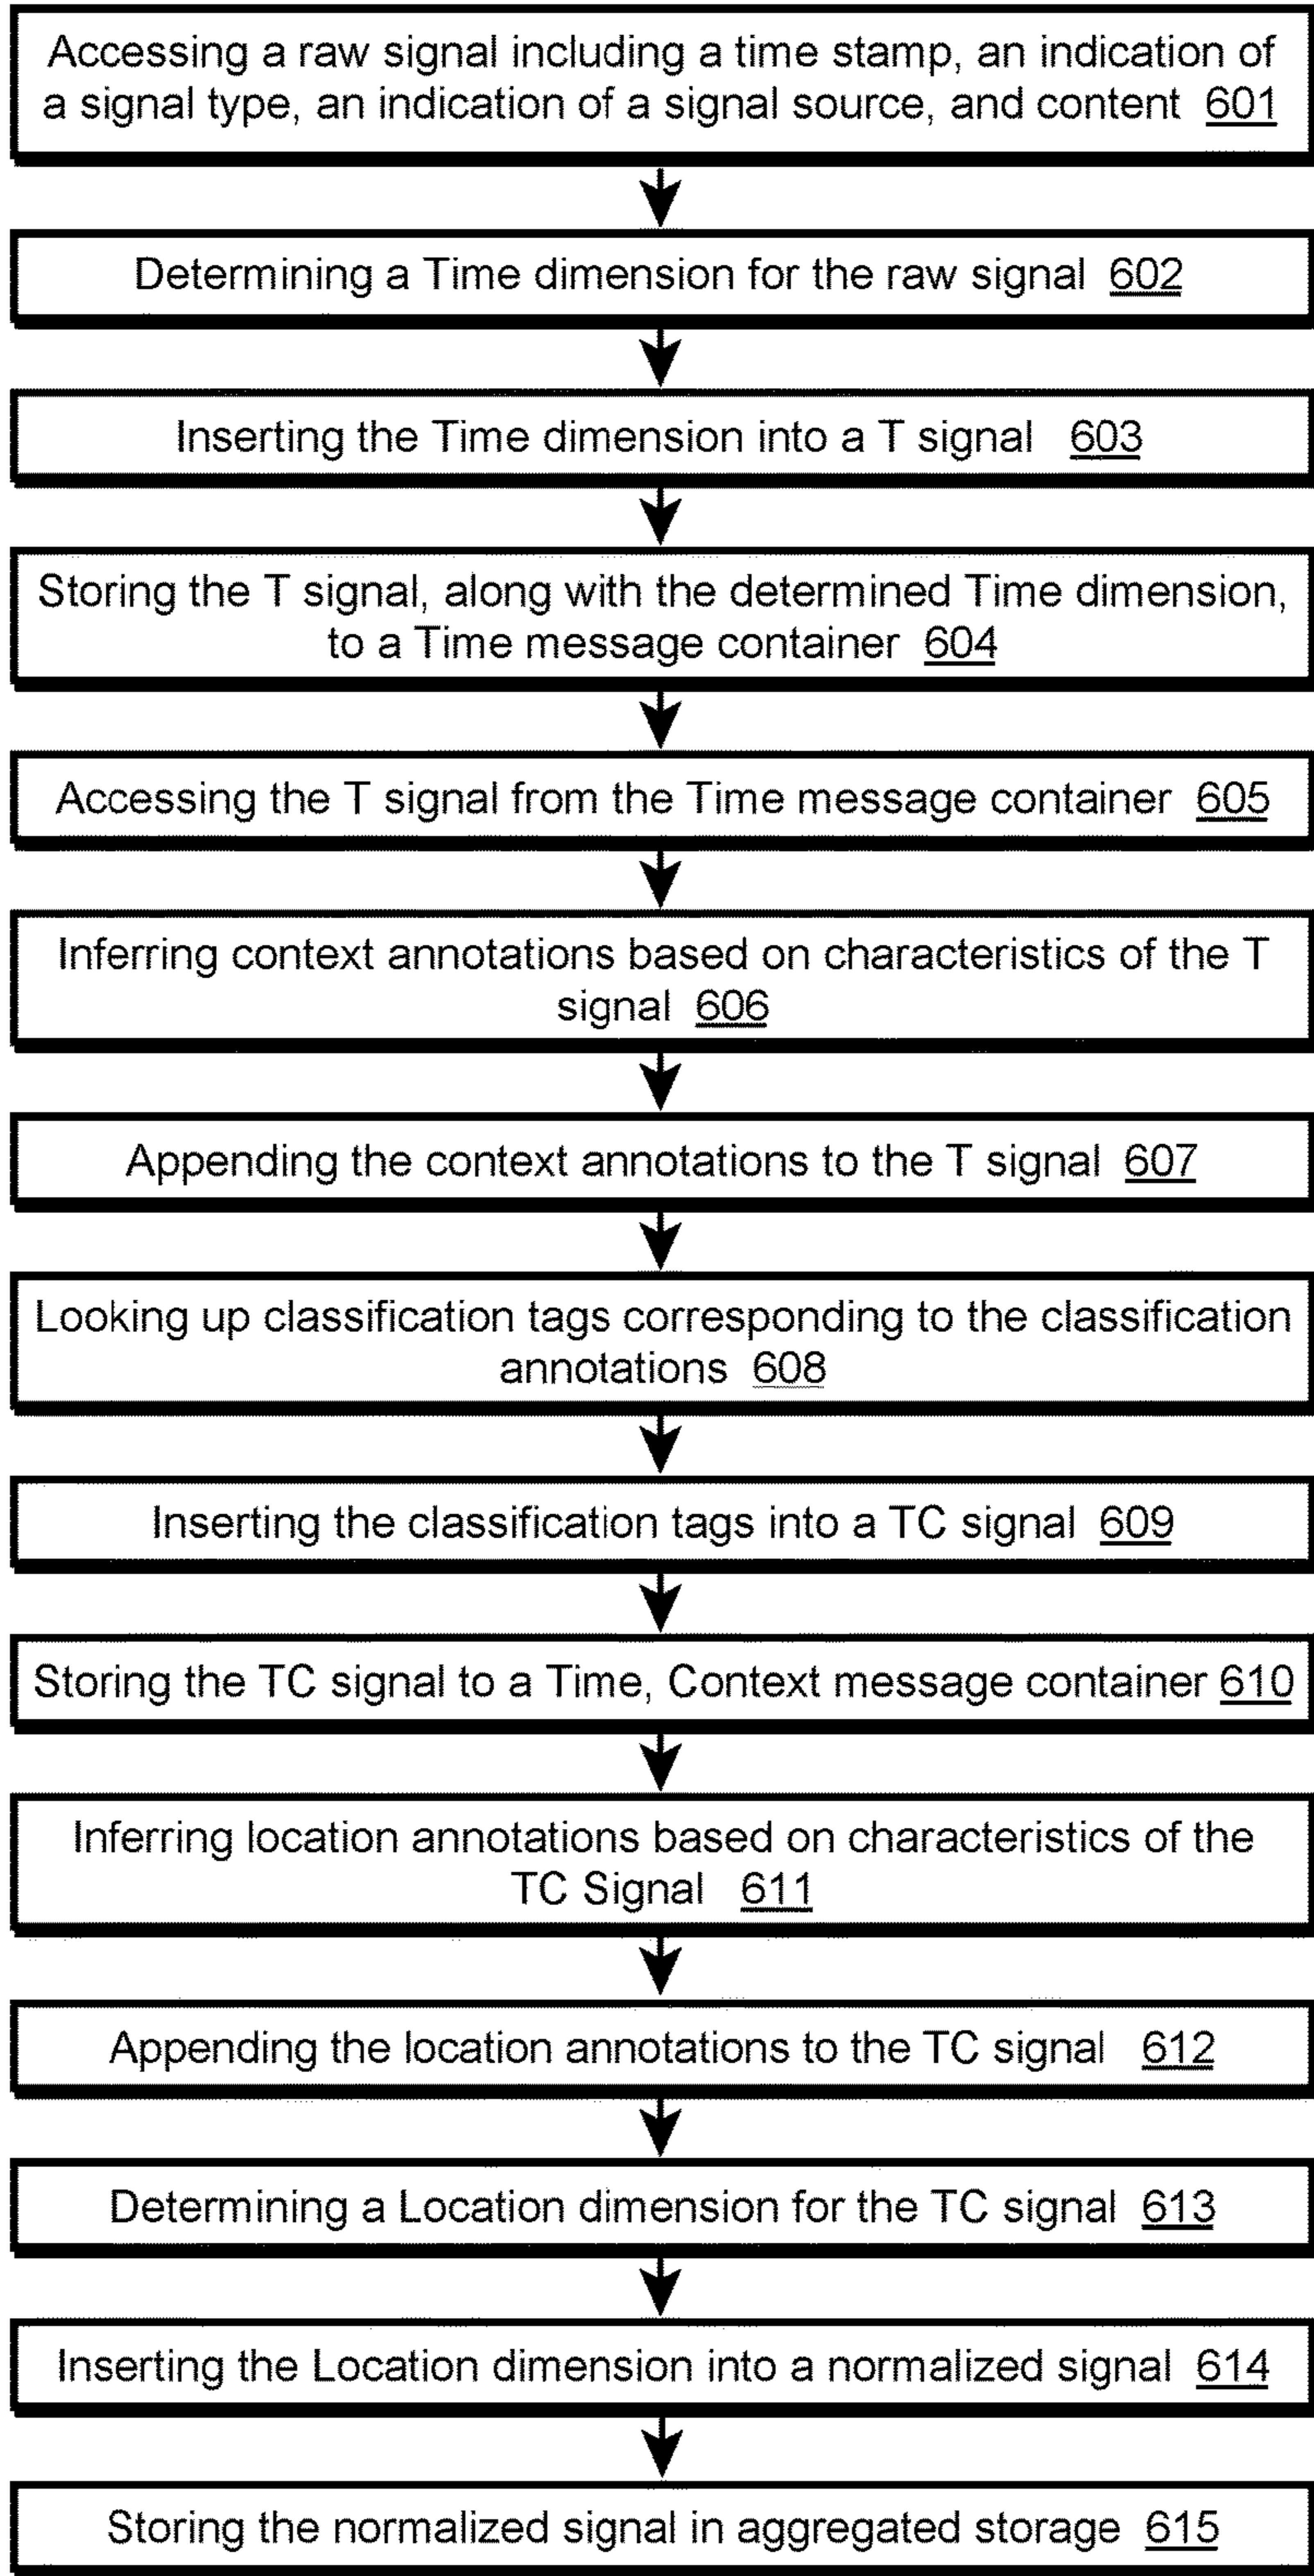 Accessing a raw signal including a time stamp, an indication of
a signal type, an indication of a signal source, and content 601
Determining a Time dimension for the raw signal 602
Inserting the Time dimension into a T signal 603
Storing the T signal, along with the determined Time dimension,
to a Time message container 604
Accessing the T signal from the Time message container 605
Inferring context annotations based on characteristics of the T
signal 606
Appending the context annotations to the T signal 607
Looking up classification tags corresponding to the classification
annotations 608
Inserting the classification tags into a TC signal 609
Storing the TC signal to a Time, Context message container 610
Inferring location annotations based on characteristics of the
TC Signal 611
Appending the location annotations to the TC signal 612
Determining a Location dimension for the TC signal 613
Inserting the Location dimension into a normalized signal 614
Storing the normalized signal in aggregated storage 615